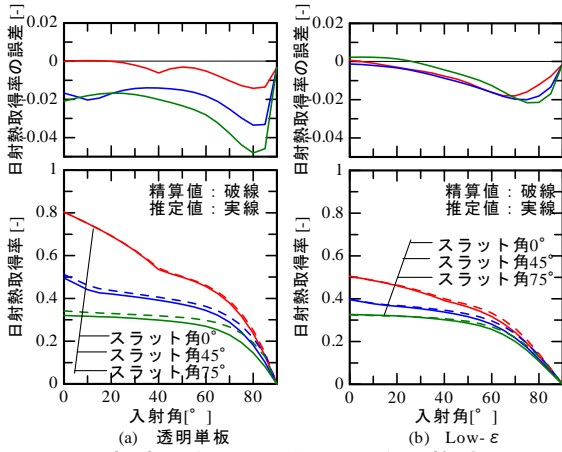 日射熱取得率の誤差 [-]
0.02
0
-0.02
-0.04
日射熱取得率の誤差 [-]
0.02
0
-0.02
-0.04
日射熱取得率 [-]
1
0.8
0.6
0.4
0.2
0
精算値：破線
推定値：実線
スラット角0°
スラット角45°
スラット角75°
0 20 40 60 80
入射角[°]
(a) 透明単板
日射熱取得率 [-]
1
0.8
0.6
0.4
0.2
0
精算値：破線
推定値：実線
スラット角0°
スラット角45°
スラット角75°
0 20 40 60 80
入射角[°]
(b) Low-ε